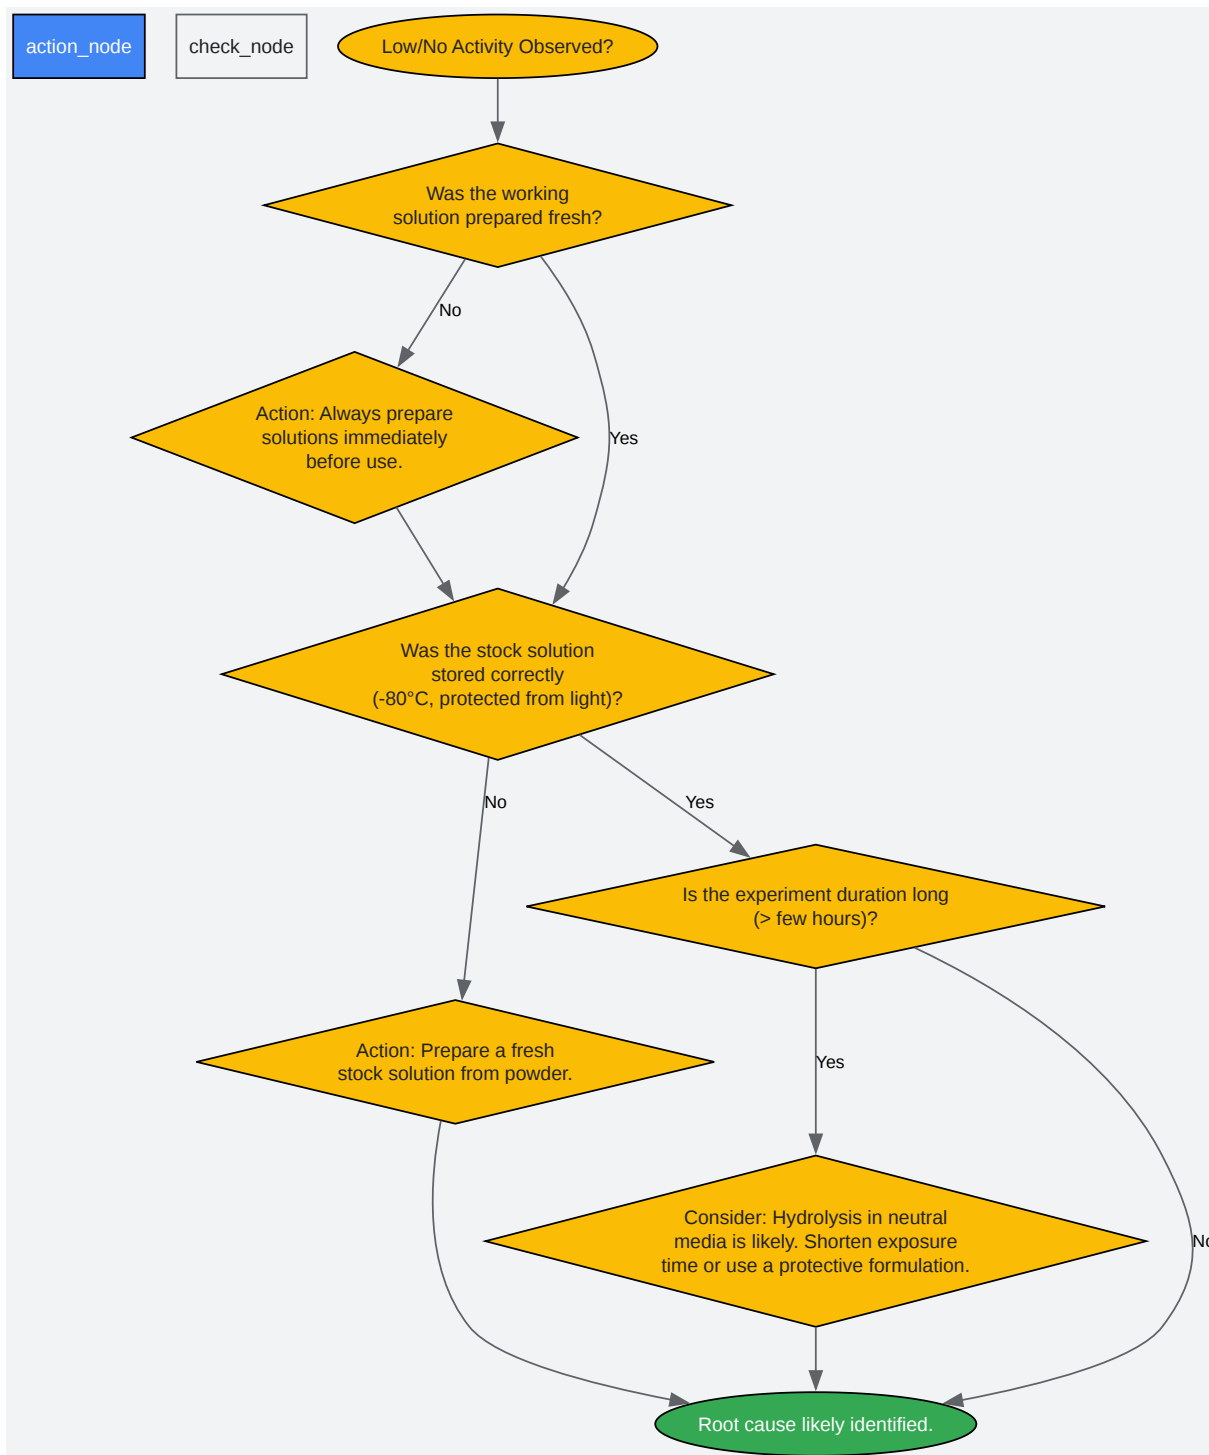 action_node
check_node
Low/No Activity Observed?
Was the working
solution prepared fresh?
No
Action: Always prepare
solutions immediately
before use.
Yes
Was the stock solution
stored correctly
(-80°C, protected from light)?
No
Yes
Is the experiment duration long
(> few hours)?
Action: Prepare a fresh
stock solution from powder.
Yes
Consider: Hydrolysis in neutral
media is likely. Shorten exposure
time or use a protective formulation.
No
Root cause likely identified.